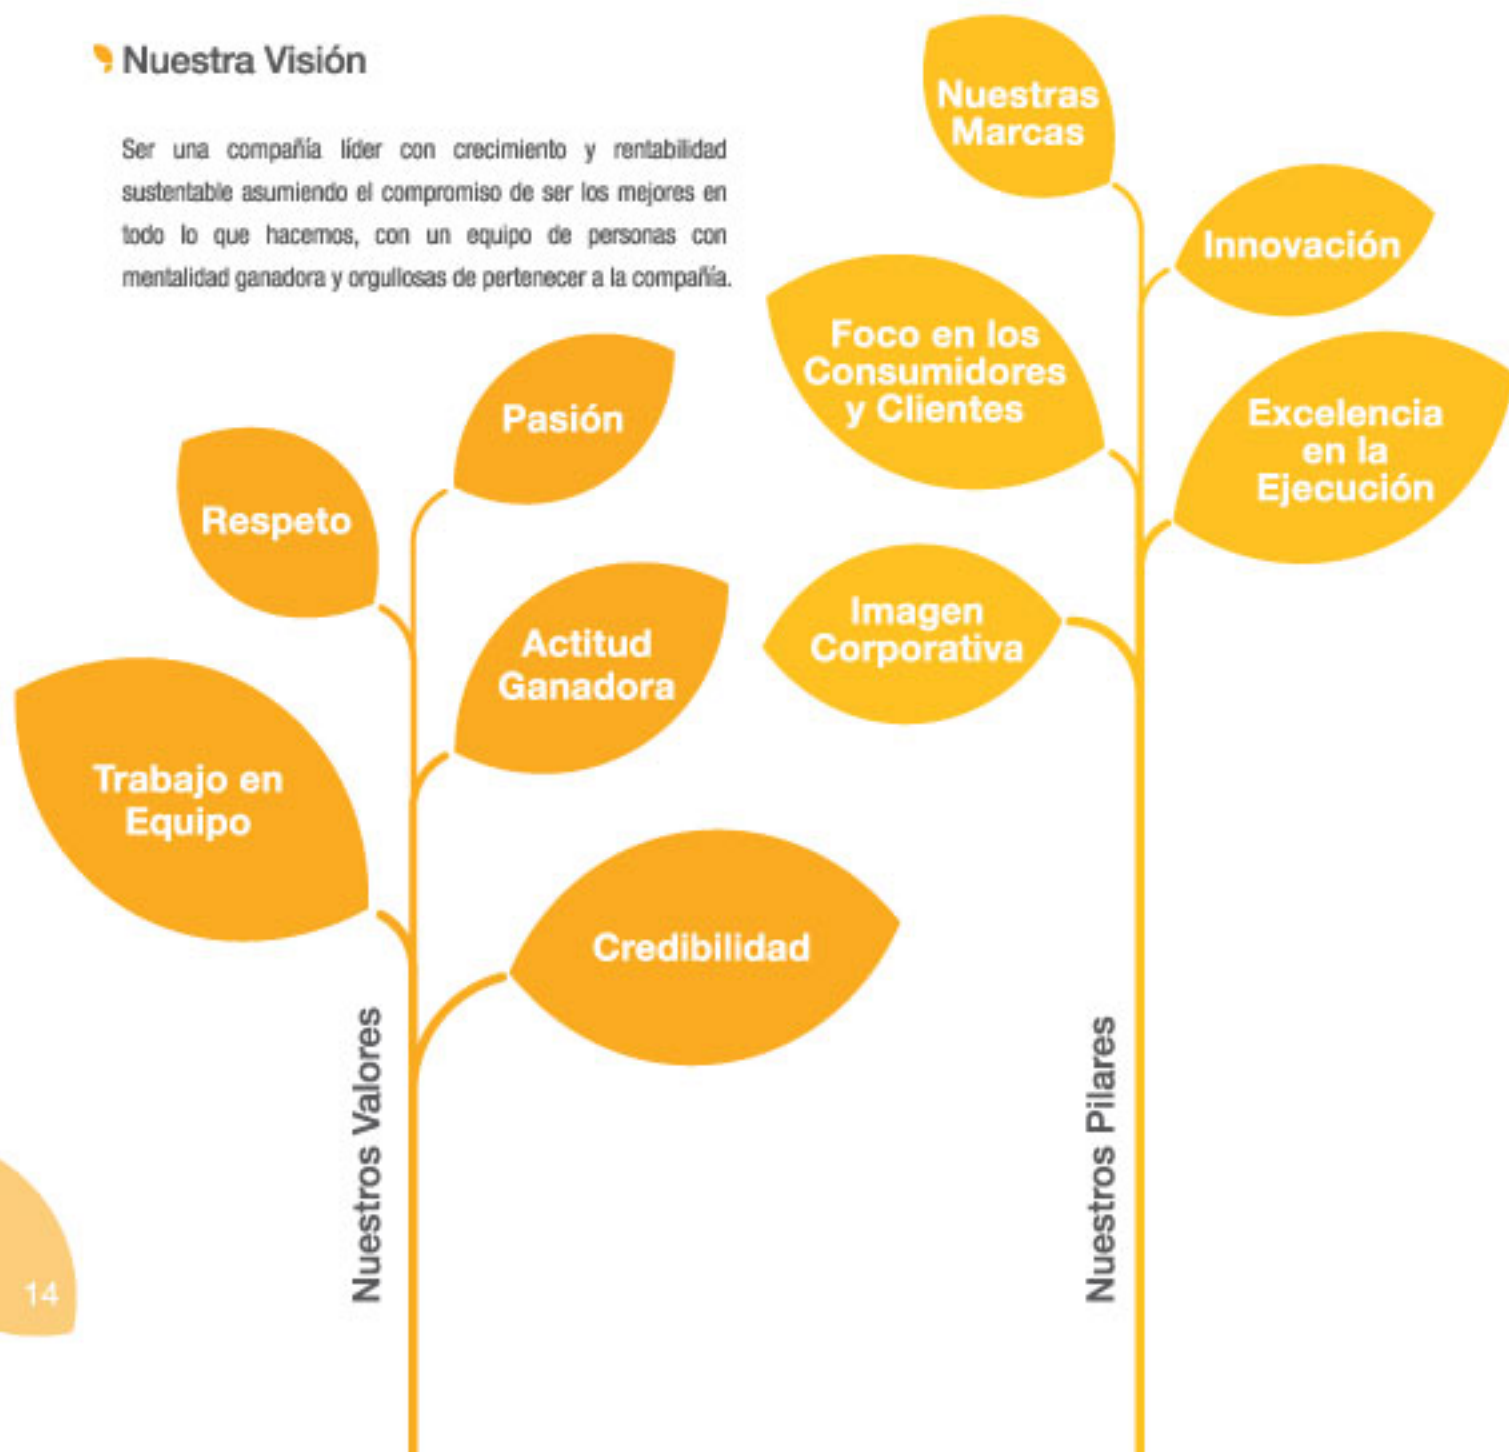 Nuestra Visión
Ser una compañía líder con crecimiento y rentabilidad
sustentable asumiendo el compromiso de ser los mejores en
todo lo que hacemos, con un equipo de personas con
mentalidad ganadora y orgullosas de pertenecer a la compañía.
Pasión
Respeto
Actitud
Ganadora
Trabajo en
Equipo
Credibilidad
Nuestros Valores
Nuestras
Marcas
Innovación
Foco en los
Consumidores
y Clientes
Excelencia
en la
Ejecución
Imagen
Corporativa
Nuestros Pilares
14